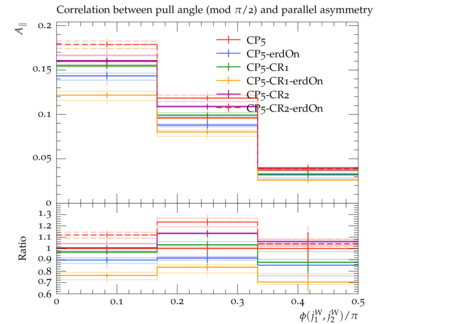 Correlation between pull angle (mod π/2) and parallel asymmetry
A∥
0.2
0.15
0.1
0.05
0
CP5
CP5-erdOn
CP5-CR1
CP5-CR1-erdOn
CP5-CR2
CP5-CR2-erdOn
Ratio
1.3
1.2
1.1
1
0.9
0.8
0.7
0.6
0 0.1 0.2 0.3 0.4 0.5
ϕ(j₁ᵂ, j₂ᵂ)/π